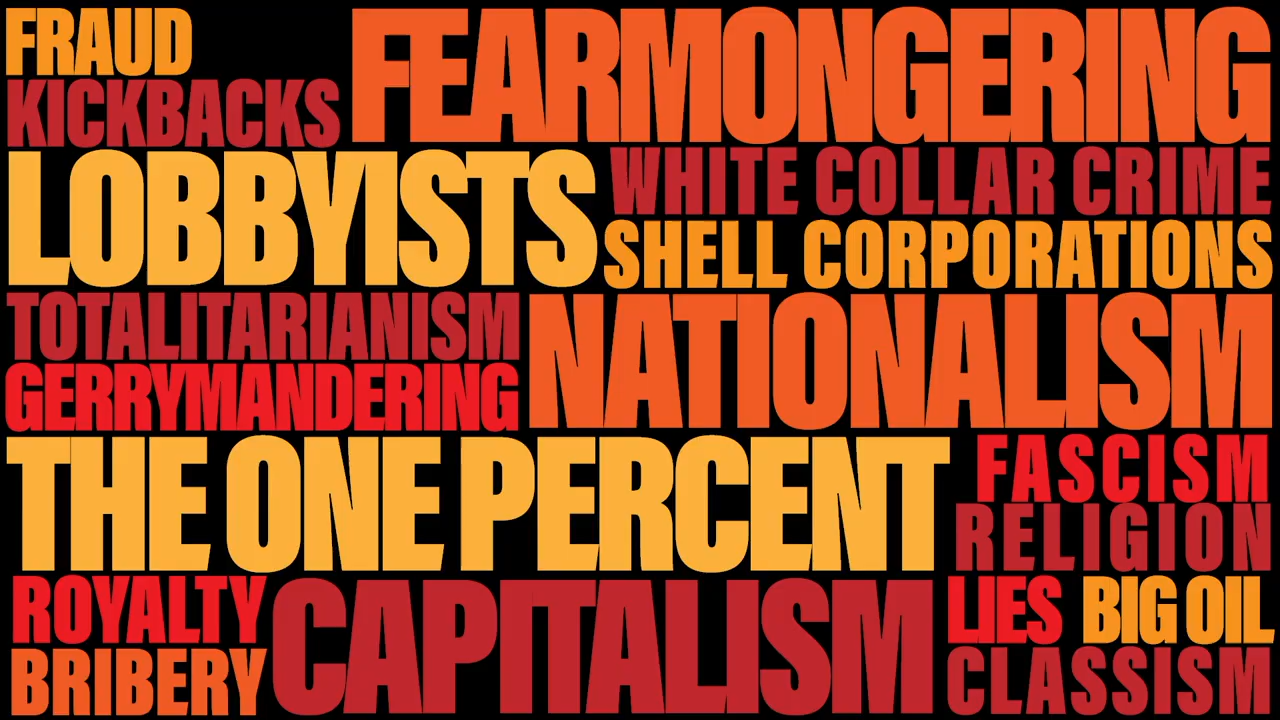 FRAUD
FEARMONGERING
KICKBACKS
LOBBYISTS
WHITE COLLAR CRIME
SHELL CORPORATIONS
TOTALITARIANISM
NATIONALISM
GERRYMANDERING
THE ONE PERCENT
FASCISM
RELIGION
ROYALTY
CAPITALISM
LIES
BIG OIL
BRIBERY
CLASSISM